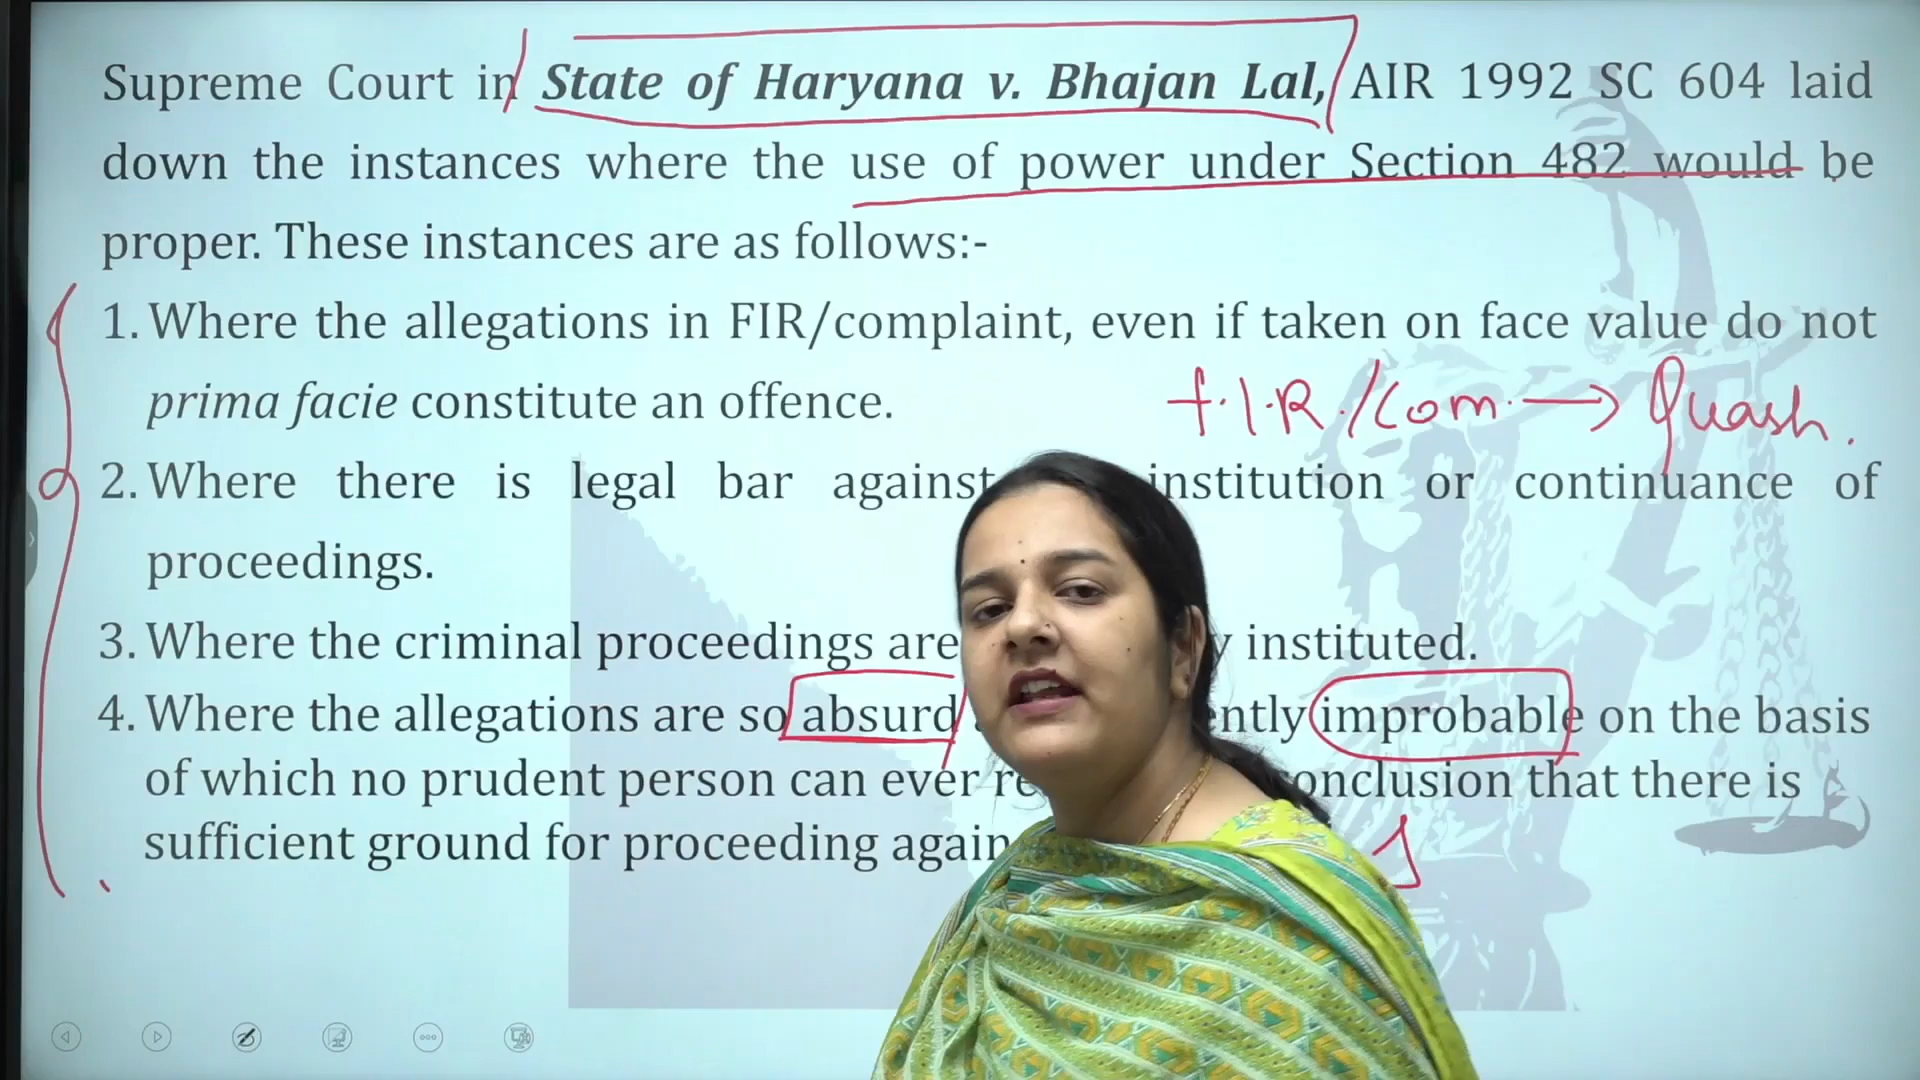 Supreme Court in State of Haryana v. Bhajan Lal, AIR 1992 SC 604 laid
down the instances where the use of power under Section 482 would be
proper. These instances are as follows:-
1. Where the allegations in FIR/complaint, even if taken on face value do not
prima facie constitute an offence.
f.I.R./Com. → Quash.
2. Where there is legal bar against institution or continuance of
proceedings.
3. Where the criminal proceedings are instituted.
4. Where the allegations are so absurd improbable on the basis
of which no prudent person can ever conclusion that there is
sufficient ground for proceeding